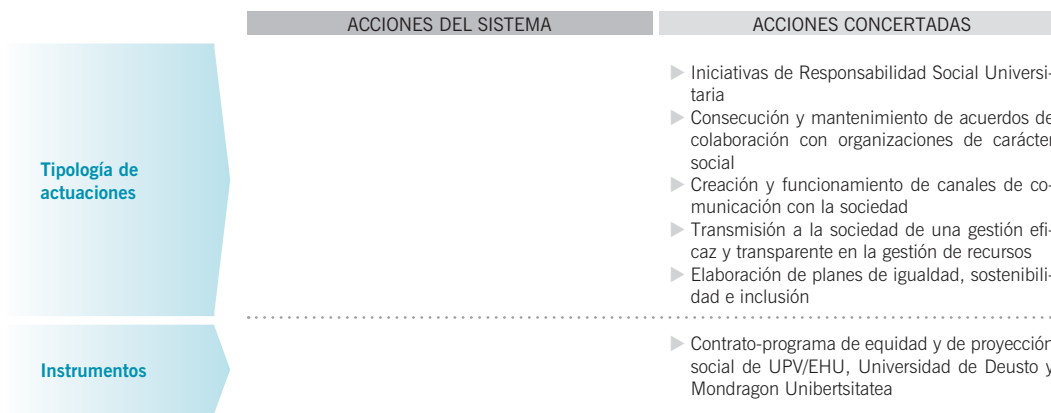 ACCIONES DEL SISTEMA
ACCIONES CONCERTADAS
Tipología de
actuaciones
Iniciativas de Responsabilidad Social Universi-
taria
Consecución y mantenimiento de acuerdos de
colaboración con organizaciones de carácter
social
Creación y funcionamiento de canales de co-
municación con la sociedad
Transmisión a la sociedad de una gestión efi-
caz y transparente en la gestión de recursos
Elaboración de planes de igualdad, sostenibili-
dad e inclusión
Instrumentos
Contrato-programa de equidad y de proyección
social de UPV/EHU, Universidad de Deusto y
Mondragon Unibertsitatea